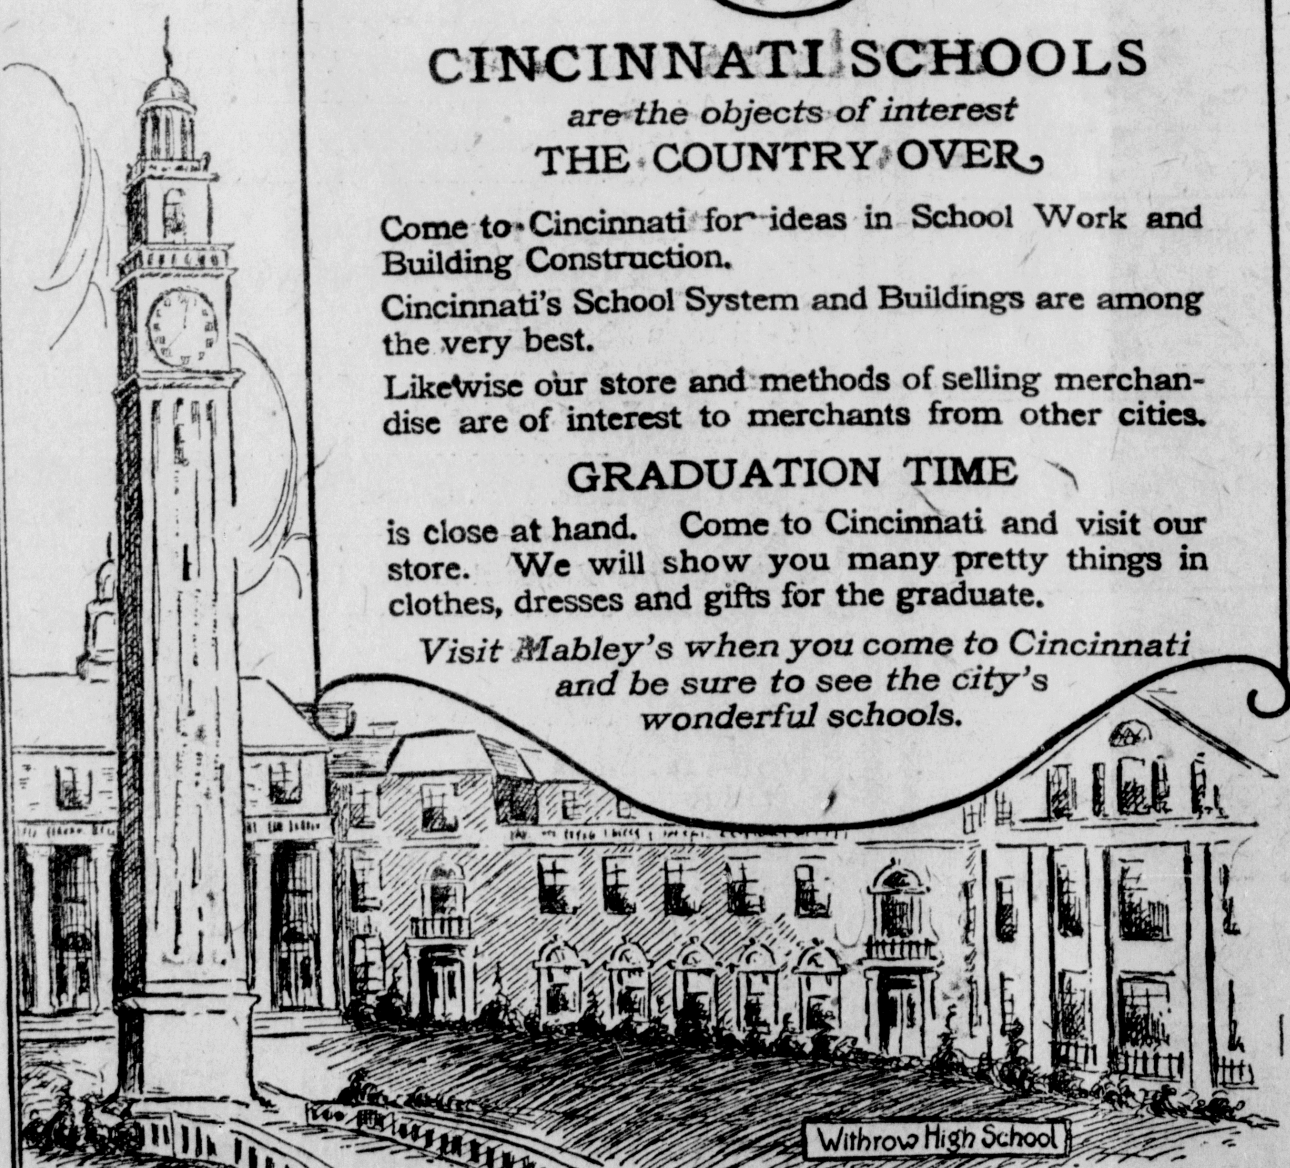 CINCINNATI SCHOOLS
are the objects of interest
THE COUNTRY OVER,
Come to Cincinnati for ideas in School Work and
Building Construction.
Cincinnati's School System and Buildings are among
the very best.
Likewise our store and methods of selling merchan-
dise are of interest to merchants from other cities.
GRADUATION TIME
is close at hand. Come to Cincinnati and visit our
store. We will show you many pretty things in
clothes, dresses and gifts for the graduate.
Visit Mabley's when you come to Cincinnati
and be sure to see the city's
wonderful schools.
Withrow High School